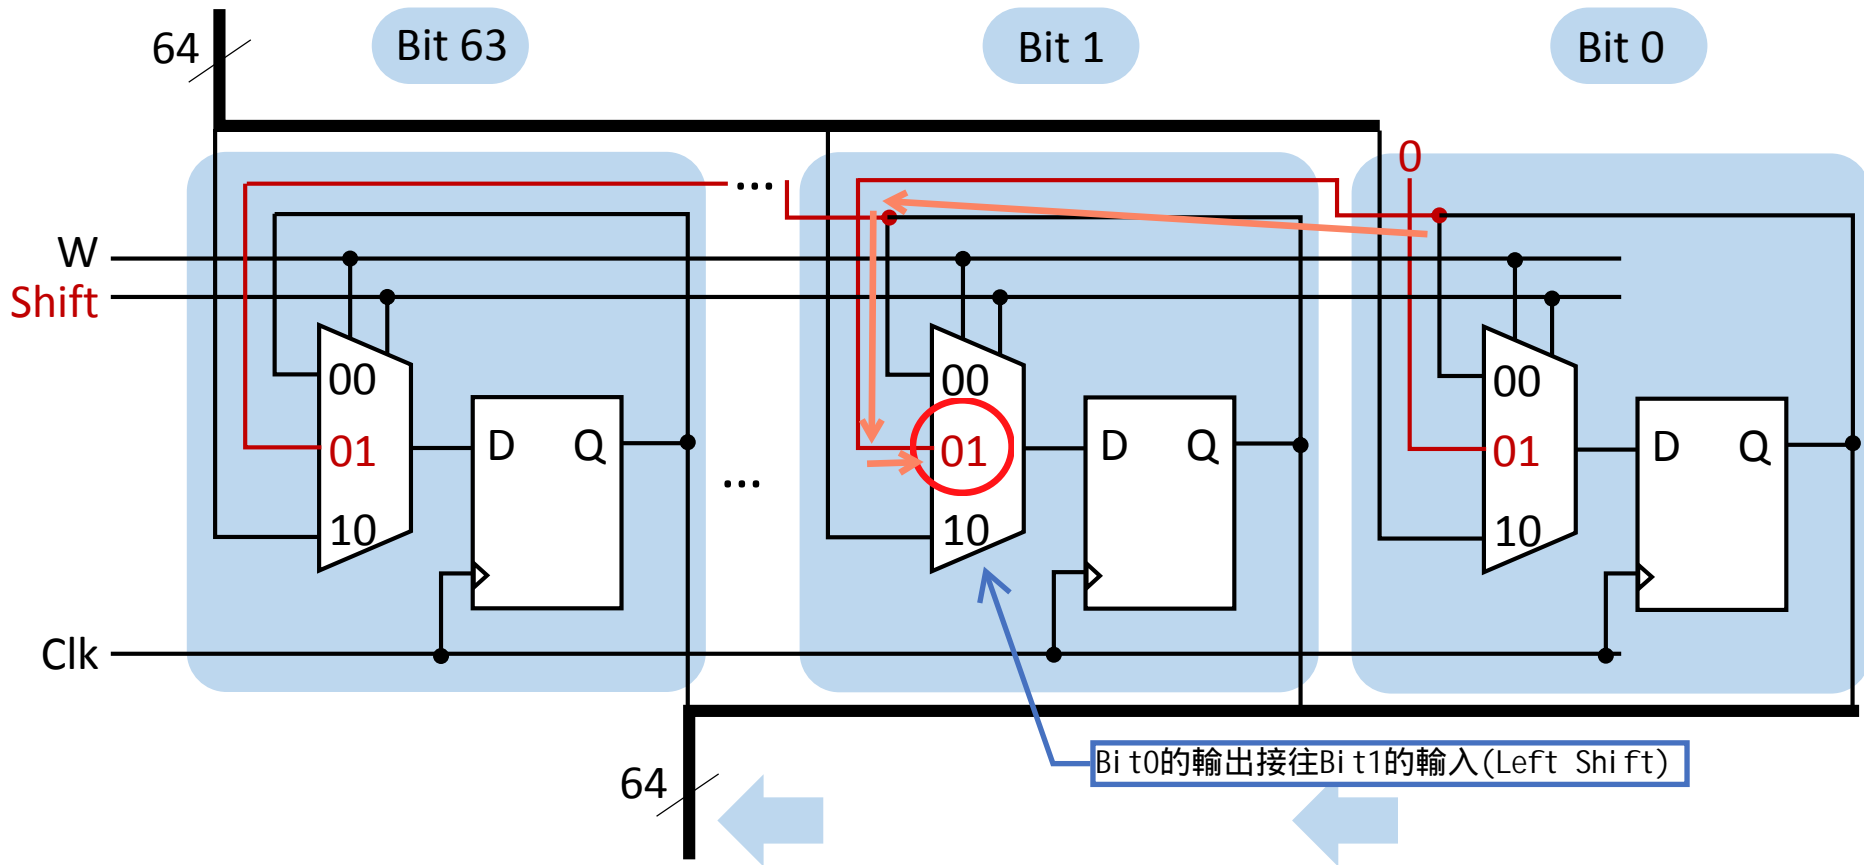 64
Bit 63
Bit 1
Bit 0
0
...
W
Shift
00
01
10
D Q
...
00
01
10
D Q
00
01
10
D Q
Clk
Bit0的輸出接往Bit1的輸入(Left Shift)
64